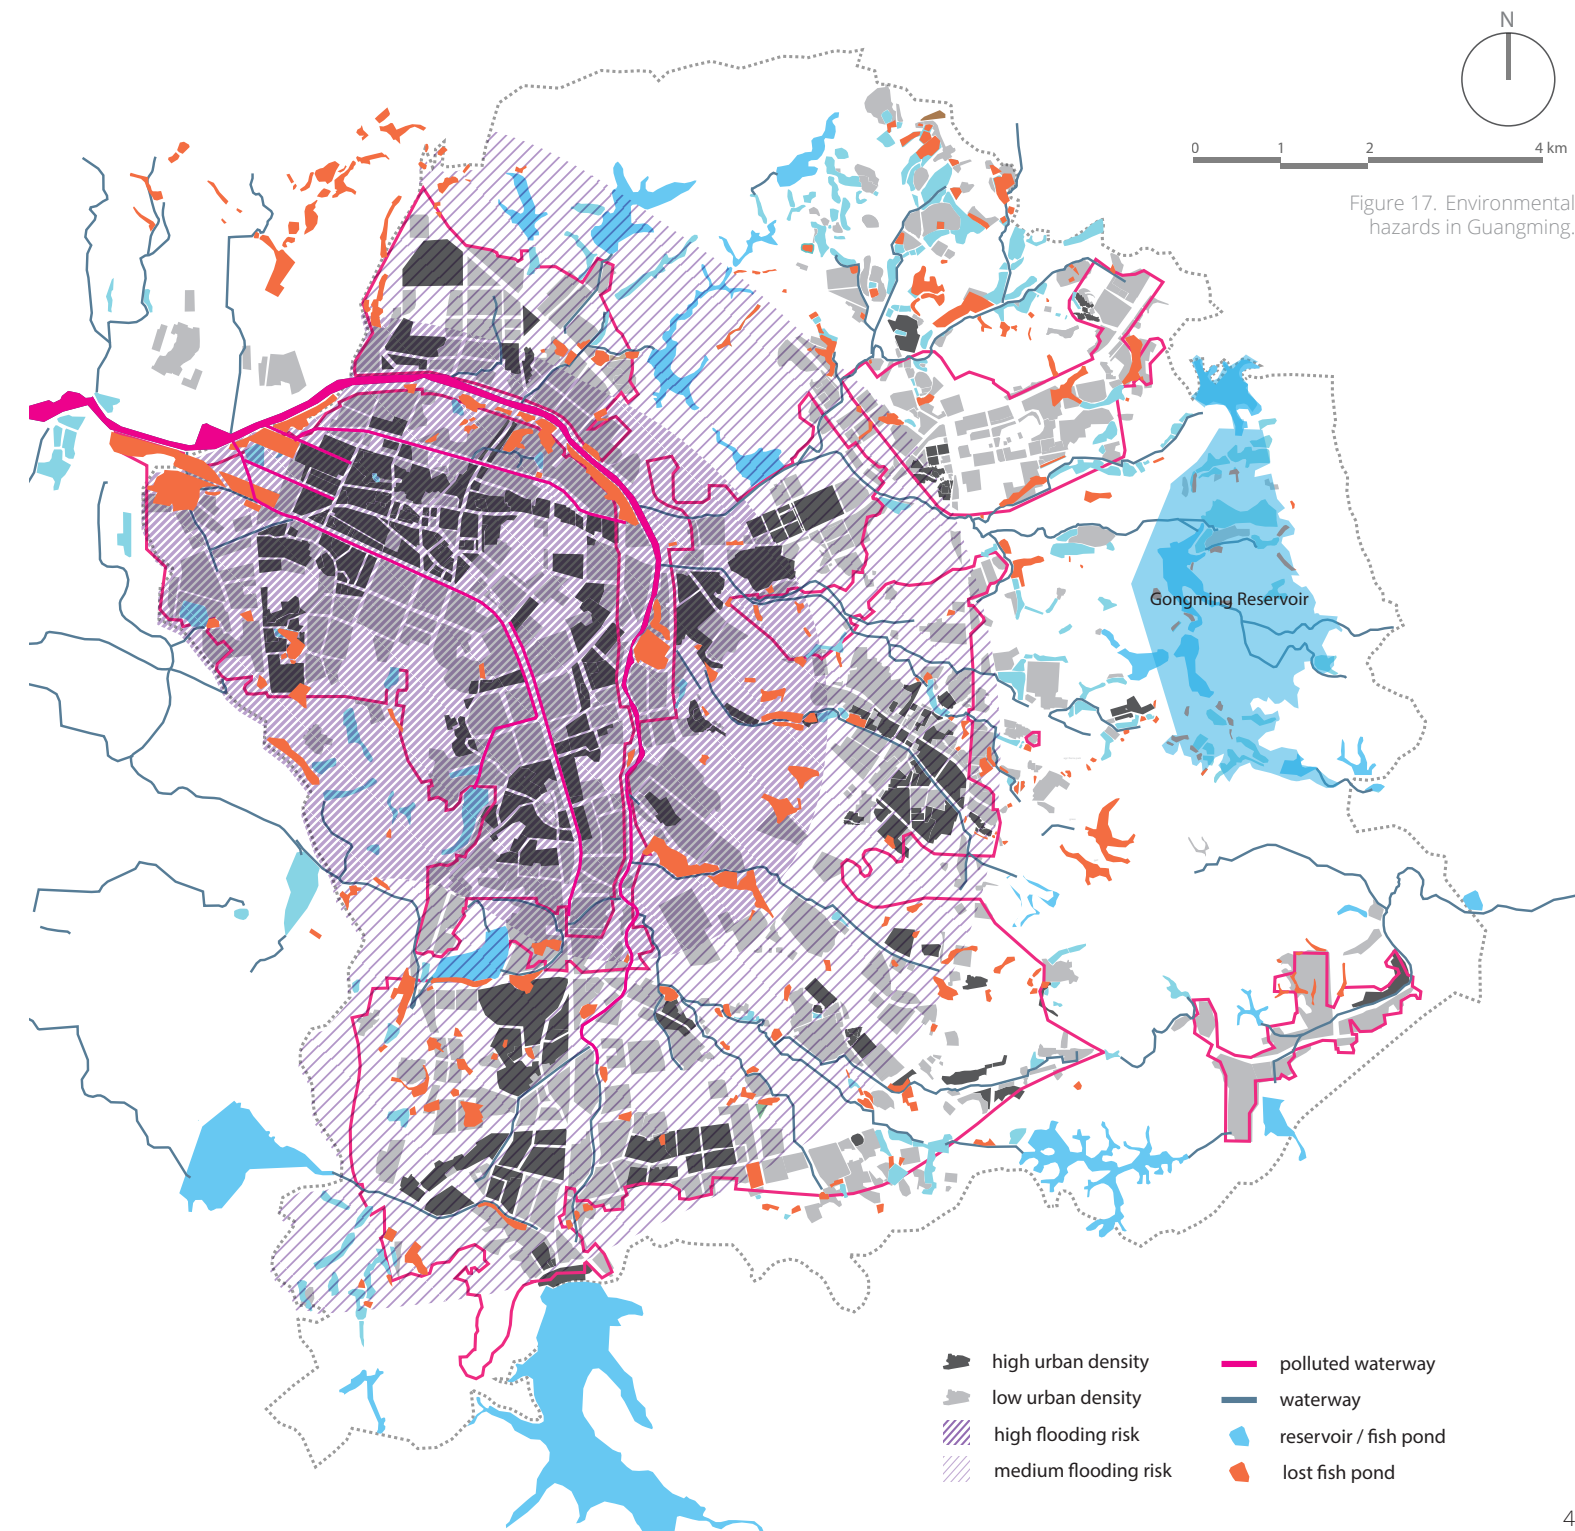 N
0 1 2 4 km
Figure 17. Environmental
hazards in Guangming.
Gongming Reservoir
high urban density
low urban density
high flooding risk
medium flooding risk
polluted waterway
waterway
reservoir / fish pond
lost fish pond
4